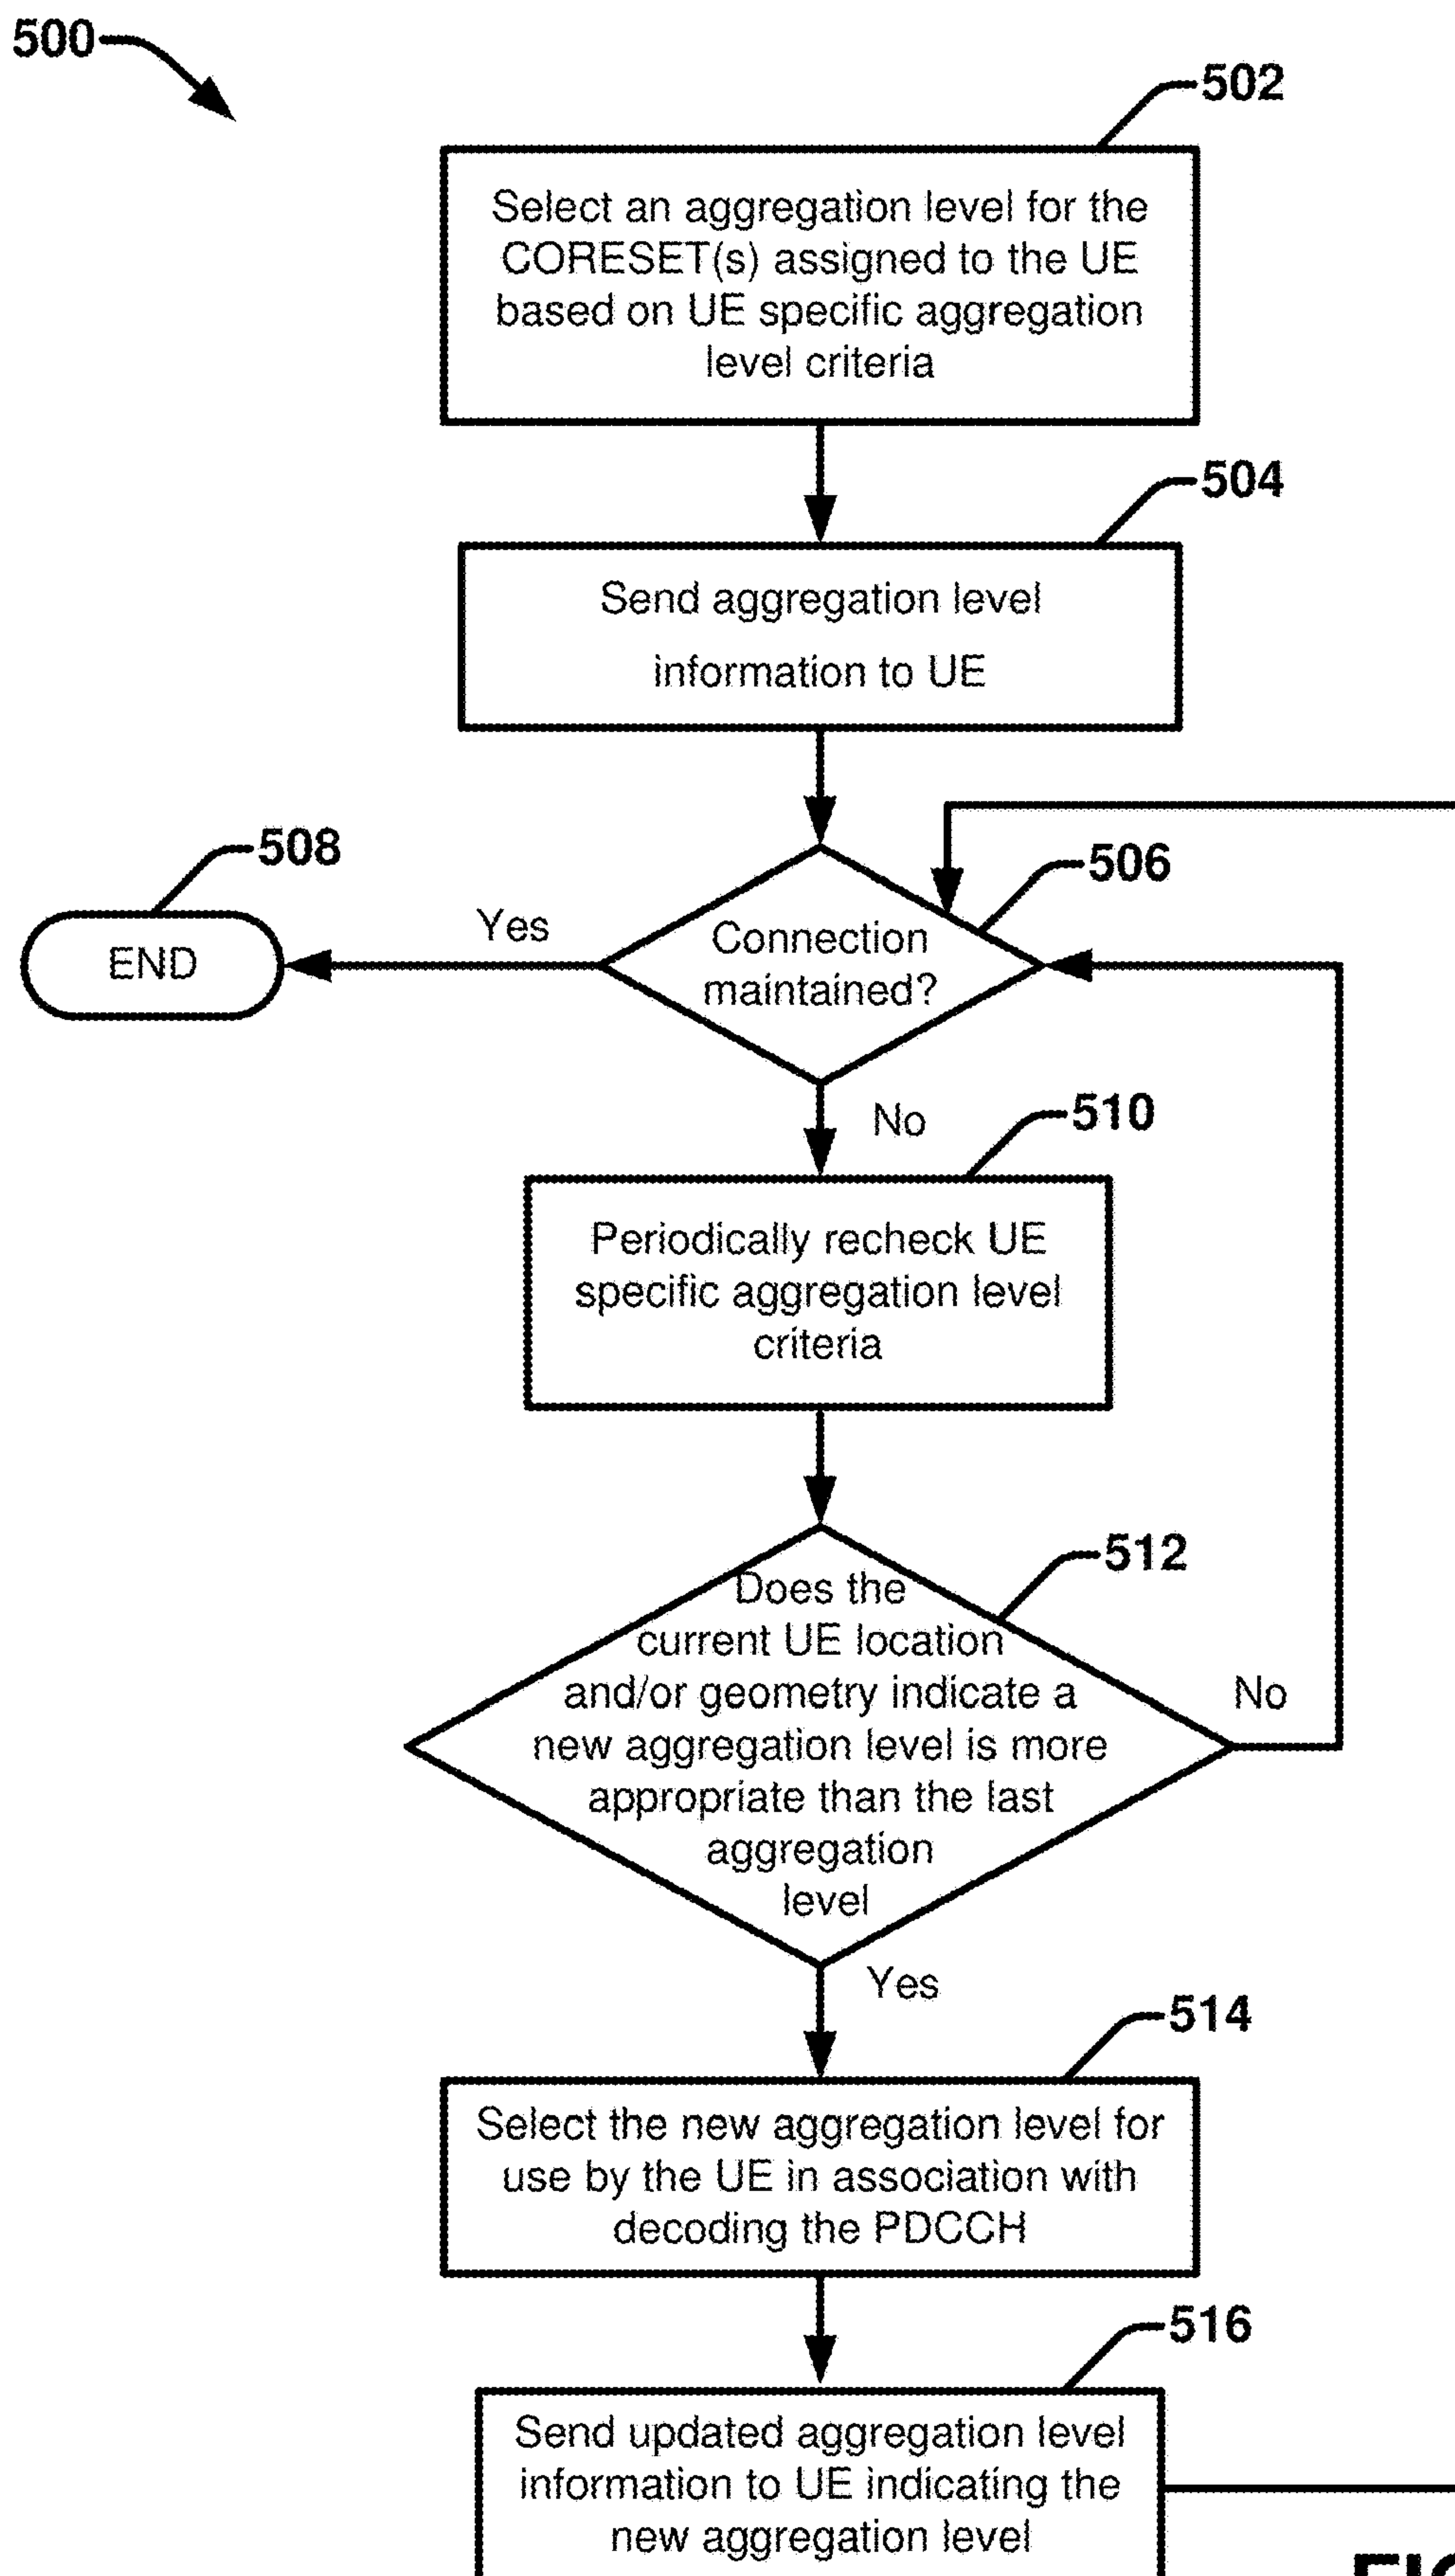 500
502
Select an aggregation level for the
CORESET(s) assigned to the UE
based on UE specific aggregation
level criteria
504
Send aggregation level
information to UE
508
506
END
Yes
Connection
maintained?
No
510
Periodically recheck UE
specific aggregation level
criteria
512
Does the
current UE location
and/or geometry indicate a
new aggregation level is more
appropriate than the last
aggregation
level
No
Yes
514
Select the new aggregation level for
use by the UE in association with
decoding the PDCCH
516
Send updated aggregation level
information to UE indicating the
new aggregation level